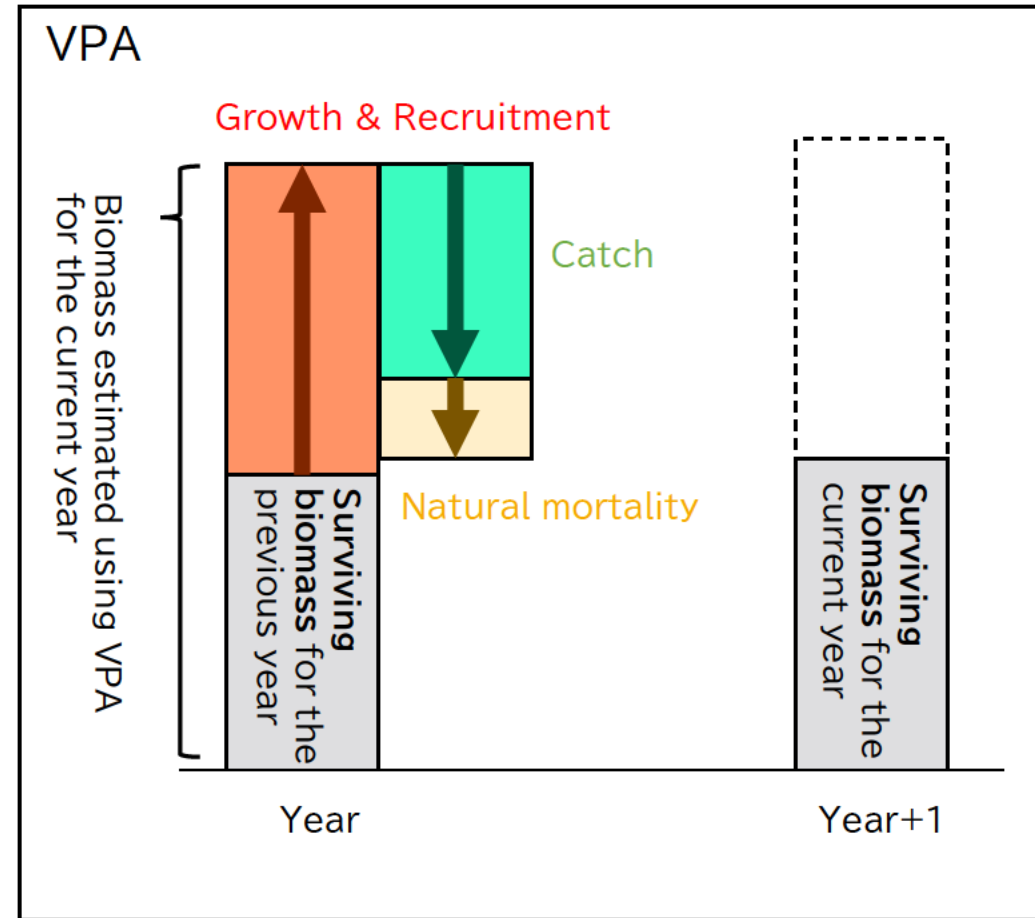 VPA
Growth & Recruitment
Biomass estimated using VPA
for the current year
Catch
Natural mortality
Surviving
biomass for the
previous year
Surviving
biomass for the
current year
Year
Year+1